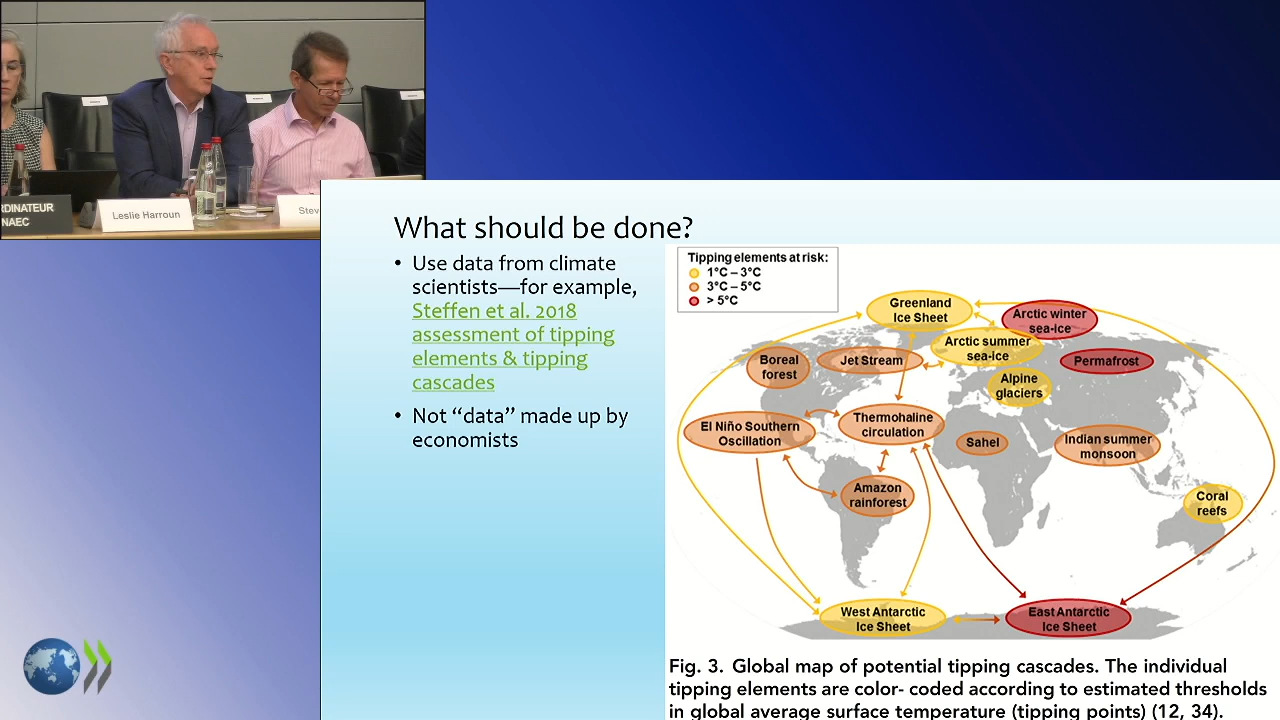 RDINATEUR
NAEC
Leslie Harroun
Stev
What should be done?
• Use data from climate
scientists—for example,
Steffen et al. 2018
assessment of tipping
elements & tipping
cascades
• Not “data” made up by
economists
Tipping elements at risk:
1°C – 3°C
3°C – 5°C
> 5°C
Greenland
Ice Sheet
Arctic winter
sea-ice
Arctic summer
sea-ice
Boreal
forest
Jet Stream
Permafrost
Alpine
glaciers
El Niño Southern
Oscillation
Thermohaline
circulation
Sahel
Indian summer
monsoon
Amazon
rainforest
Coral
reefs
West Antarctic
Ice Sheet
East Antarctic
Ice Sheet
Fig. 3. Global map of potential tipping cascades. The individual
tipping elements are color- coded according to estimated thresholds
in global average surface temperature (tipping points) (12, 34).